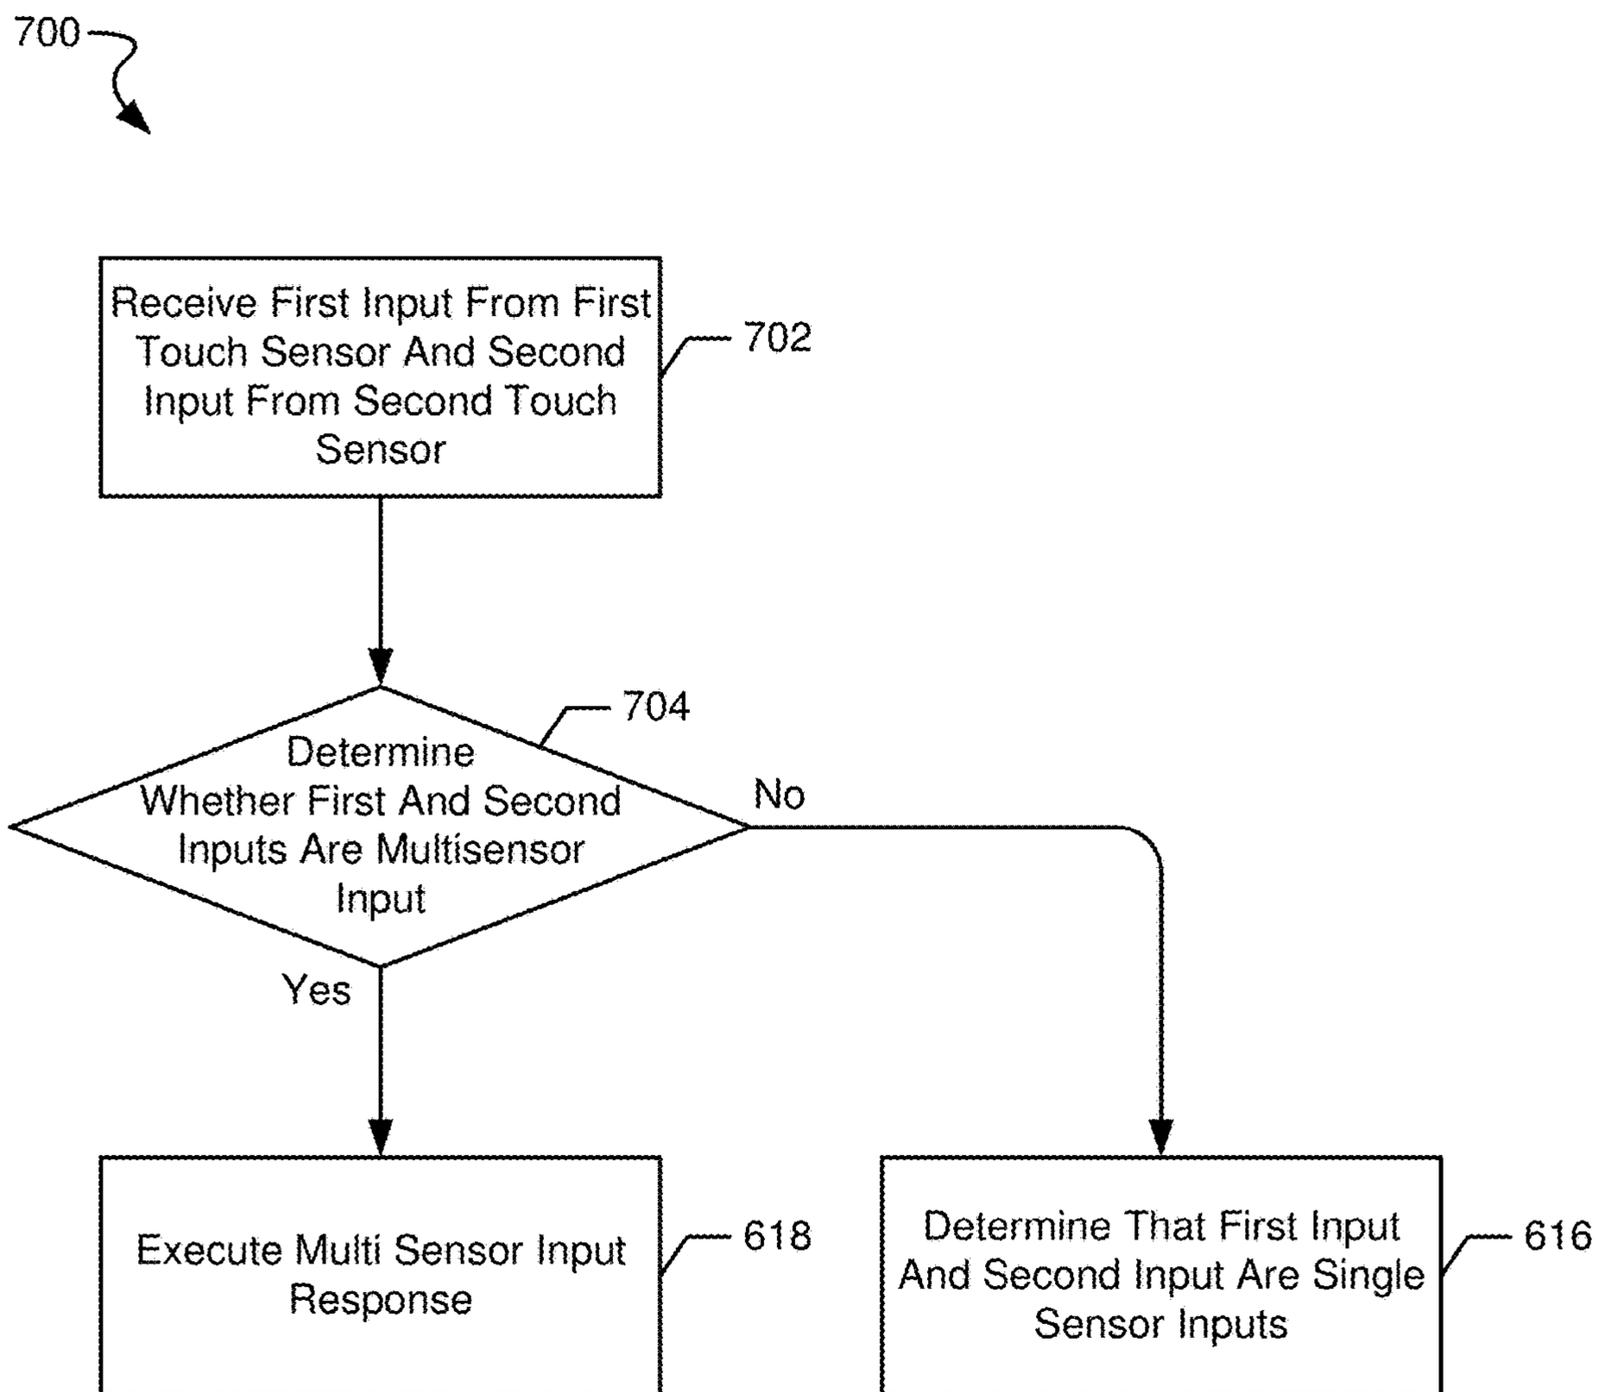 700
Receive First Input From First
Touch Sensor And Second
Input From Second Touch
Sensor
702
704
Determine
Whether First And Second
Inputs Are Multisensor
Input
No
Yes
Execute Multi Sensor Input
Response
618
Determine That First Input
And Second Input Are Single
Sensor Inputs
616